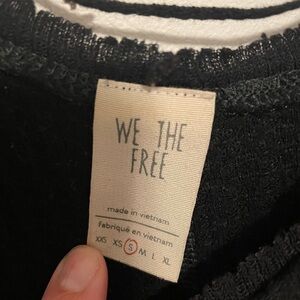 WE THE
FREE
made in vietnam
fabriqué en vietnam
XXS XS S M L XL